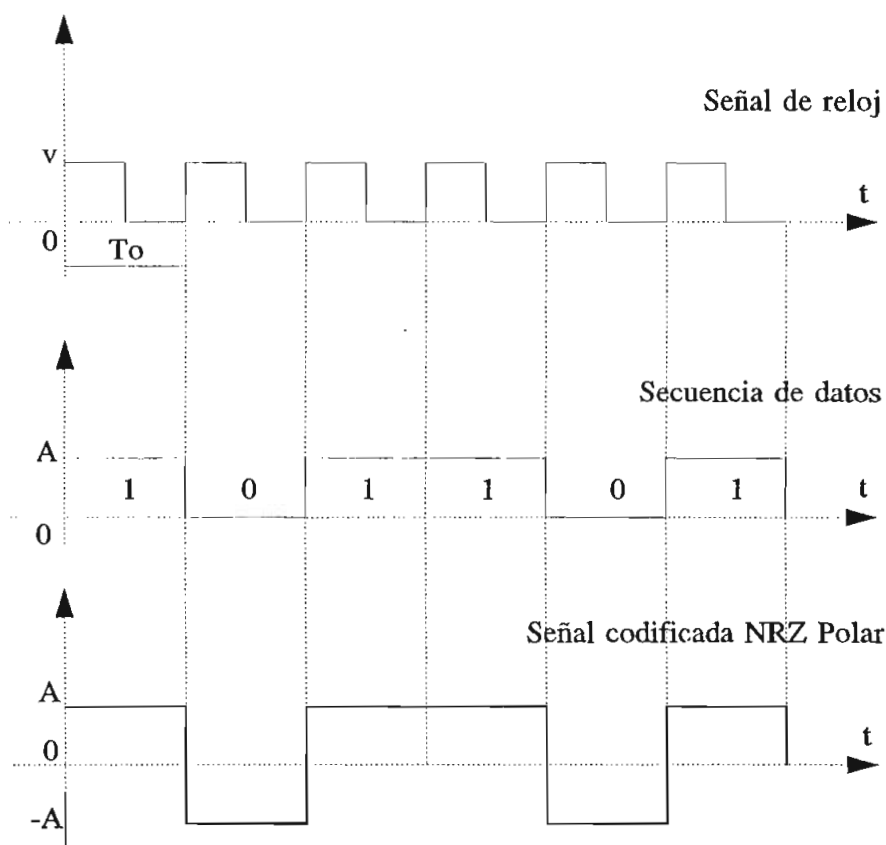 Señal de reloj
v
t
0
To
Secuencia de datos
A
1 0 1 1 0 1 t
0
Señal codificada NRZ Polar
A
0
t
-A